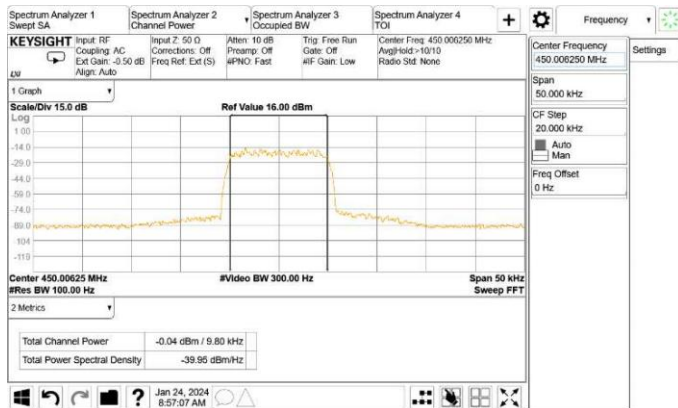 Spectrum Analyzer 1
Swept SA
Spectrum Analyzer 2
Channel Power
Spectrum Analyzer 3
Occupied BW
Spectrum Analyzer 4
TOI
+
Frequency
KEYSIGHT
Input: RF
Coupling: AC
Ext Gain: -0.50 dB
Align: Auto
Input Z: 50 Ω
Corrections: Off
Freq Ref: Ext (S)
Atten: 10 dB
Preamp: Off
#PNO: Fast
Trig: Free Run
Gate: Off
#IF Gain: Low
Center Freq: 450.006250 MHz
Avg|Hold:>10/10
Radio Std: None
Center Frequency
450.006250 MHz
Settings
Span
50.000 kHz
CF Step
20.000 kHz
Auto
Man
Freq Offset
0 Hz
1 Graph
Scale/Div 15.0 dB
Ref Value 16.00 dBm
Log
1.00
-14.0
-29.0
-44.0
-59.0
-74.0
-89.0
-104
-119
Center 450.00625 MHz
#Video BW 300.00 Hz
Span 50 kHz
#Res BW 100.00 Hz
Sweep FFT
2 Metrics
Total Channel Power
-0.04 dBm / 9.80 kHz
Total Power Spectral Density
-39.95 dBm/Hz
?
Jan 24, 2024
8:57:07 AM